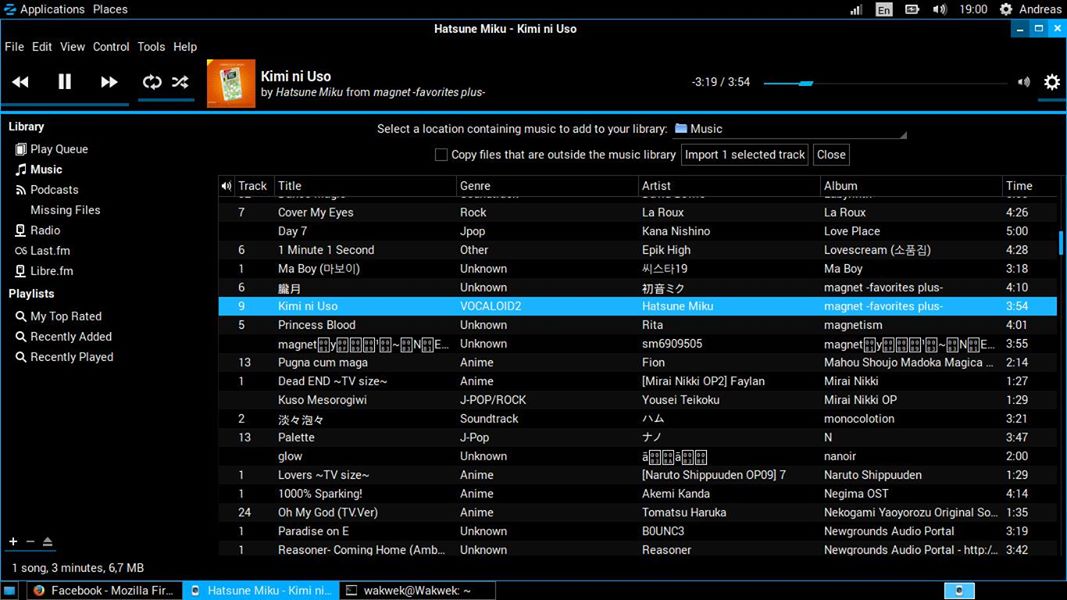 Applications Places En 19:00 Andreas
Hatsune Miku - Kimi ni Uso
File Edit View Control Tools Help
Kimi ni Uso
by Hatsune Miku from magnet -favorites plus-
-3:19 / 3:54
Library
Play Queue
Music
Podcasts
Missing Files
Radio
Last.fm
Libre.fm
Playlists
My Top Rated
Recently Added
Recently Played
Select a location containing music to add to your library: Music
Copy files that are outside the music library Import 1 selected track Close
Track Title Genre Artist Album Time
7 Cover My Eyes Rock La Roux La Roux 4:26
Day 7 Jpop Kana Nishino Love Place 5:00
6 1 Minute 1 Second Other Epik High Lovescream (소품집) 4:28
1 Ma Boy (마보이) Unknown 씨스타19 Ma Boy 3:18
6 朧月 Unknown 初音ミク magnet -favorites plus- 4:10
9 Kimi ni Uso VOCALOID2 Hatsune Miku magnet -favorites plus- 3:54
5 Princess Blood Unknown Rita magnetism 4:01
Unknown sm6909505 3:55
13 Pugna cum maga Anime Fion Mahou Shoujo Madoka Magica ... 2:14
1 Dead END ~TV size~ Anime [Mirai Nikki OP2] Faylan Mirai Nikki 1:27
Kuso Mesorogiwi J-POP/ROCK Yousei Teikoku Mirai Nikki OP 1:29
2 淡々泡々 Soundtrack ハム monocolotion 3:21
13 Palette J-Pop ナノ N 3:47
glow Unknown nanoir 2:00
1 Lovers ~TV size~ Anime [Naruto Shippuuden OP09] 7 Naruto Shippuuden 1:29
1 1000% Sparking! Anime Akemi Kanda Negima OST 4:14
24 Oh My God (TV.Ver) Anime Tomatsu Haruka Nekogami Yaoyorozu Original So... 1:35
1 Paradise on E Unknown B0UNC3 Newgrounds Audio Portal 3:19
1 Reasoner- Coming Home (Amb... Unknown Reasoner Newgrounds Audio Portal - http:/... 3:42
1 song, 3 minutes, 6,7 MB
Facebook - Mozilla Fir... Hatsune Miku - Kimi ni... wakwek@Wakwek: ~